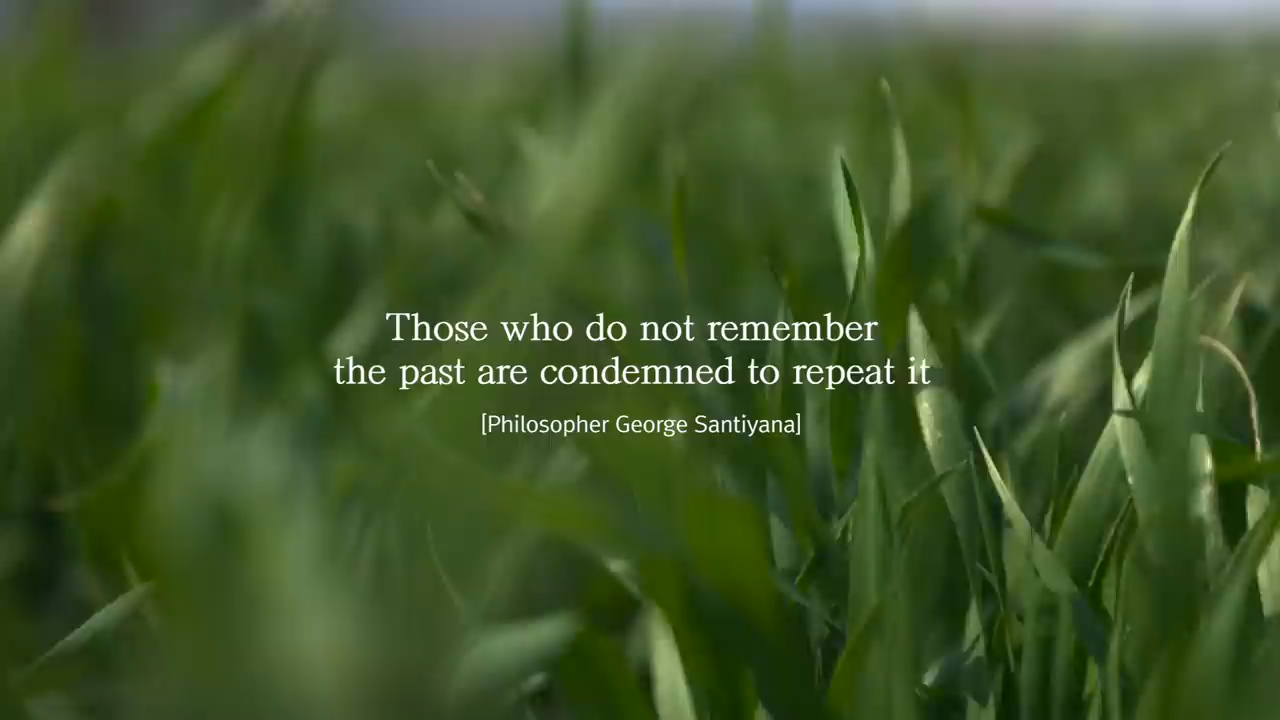 Those who do not remember
the past are condemned to repeat it
[Philosopher George Santiyana]